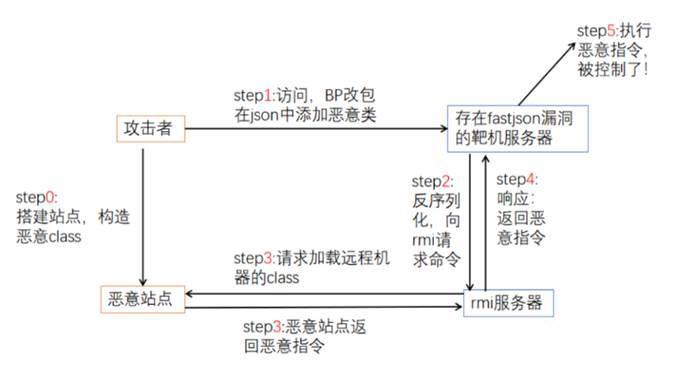 step5:执行
恶意指令,
被控制了!
step1:访问，BP改包
在json中添加恶意类
攻击者
存在fastjson漏洞
的靶机服务器
step0:
搭建站点，构造
恶意class
step2:
反序列
化，向
rmi请
求命令
step4:
响应:
返回恶
意指令
step3:请求加载远程机
器的class
恶意站点
rmi服务器
step3:恶意站点返
回恶意指令